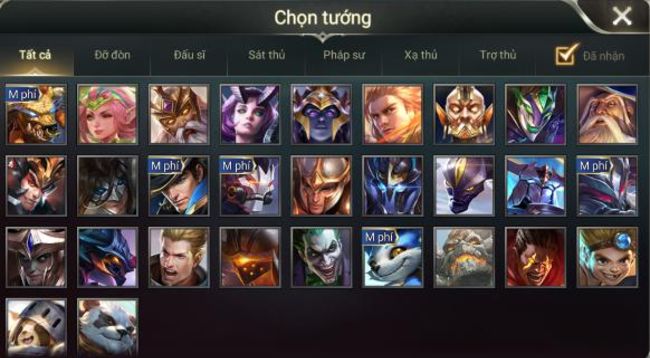 Chọn tướng
Tất cả Đỡ đòn Đấu sĩ Sát thủ Pháp sư Xạ thủ Trợ thủ Đã nhận
M phí
M phí M phí M phí
M phí